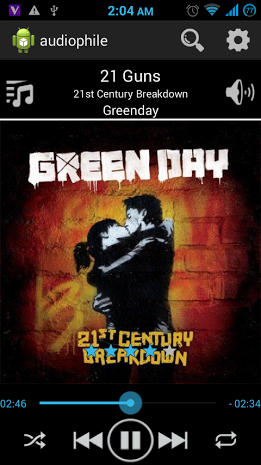 2:04 AM
77
audiophile
21 Guns
21st Century Breakdown
Greenday
GREEN DAY
21ST CENTURY
BREAKDOWN
02:46
- 02:34